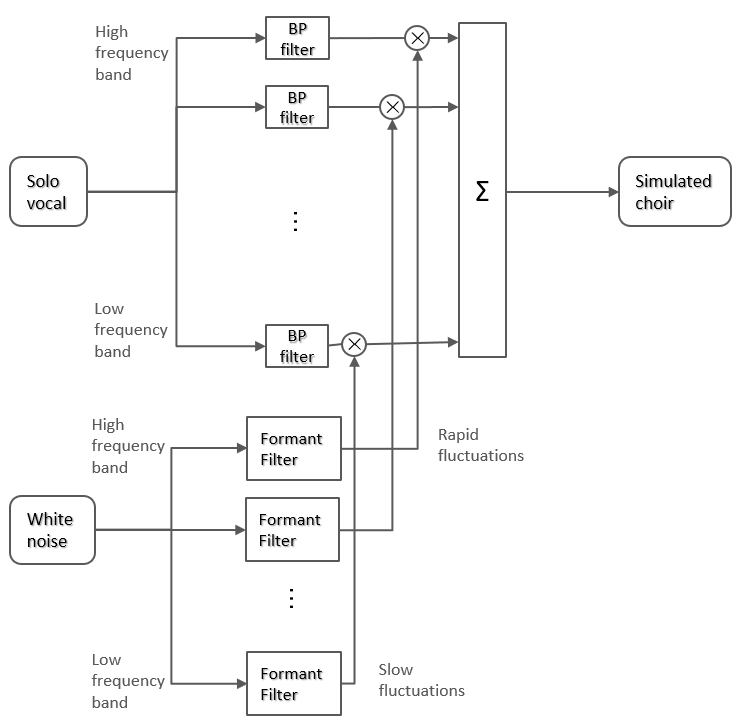 High
frequency
band
BP
filter
BP
filter
Solo
vocal
Σ
Simulated
choir
⋮
Low
frequency
band
BP
filter
High
frequency
band
Formant
Filter
Rapid
fluctuations
White
noise
Formant
Filter
⋮
Low
frequency
band
Formant
Filter
Slow
fluctuations